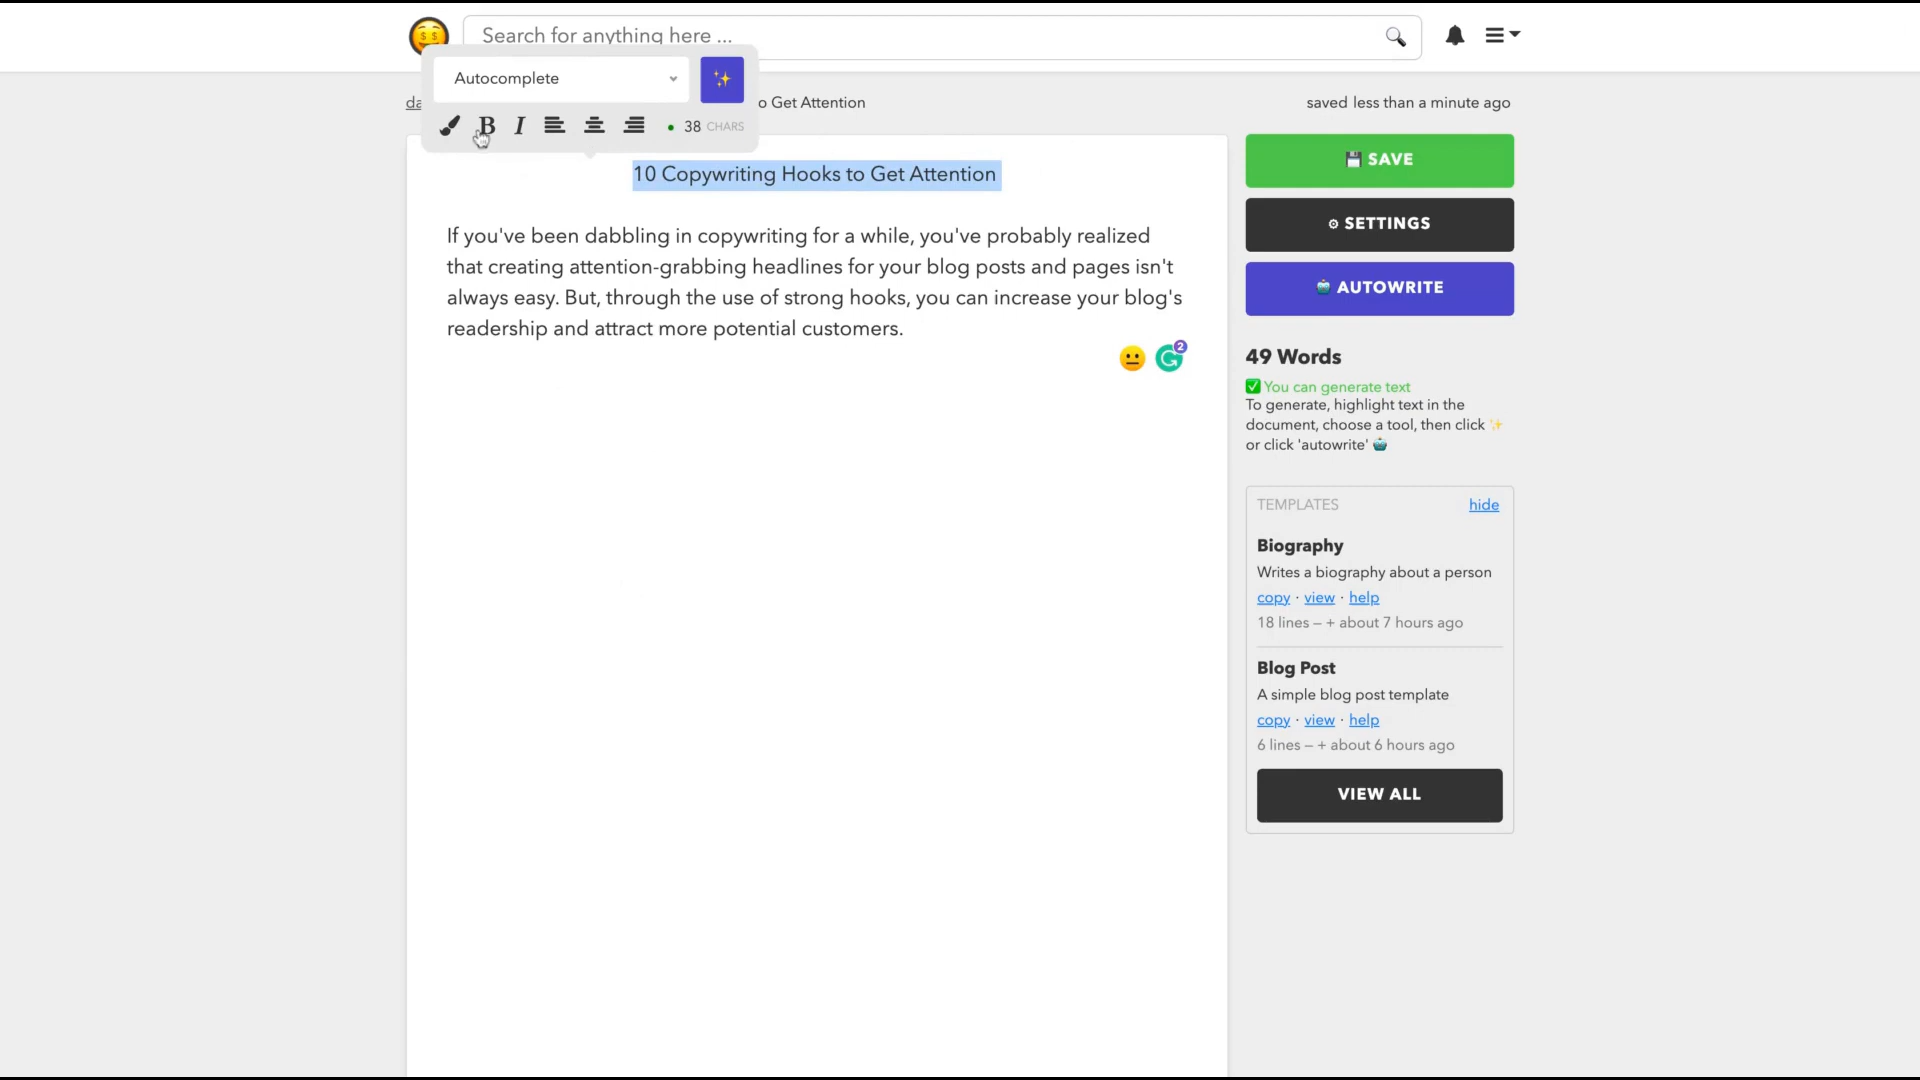 Search for anything here ...
Autocomplete
da
o Get Attention
saved less than a minute ago
B I 38 CHARS
10 Copywriting Hooks to Get Attention
If you've been dabbling in copywriting for a while, you've probably realized
that creating attention-grabbing headlines for your blog posts and pages isn't
always easy. But, through the use of strong hooks, you can increase your blog's
readership and attract more potential customers.
2
SAVE
SETTINGS
AUTOWRITE
49 Words
You can generate text
To generate, highlight text in the
document, choose a tool, then click ✨
or click 'autowrite' 🤖
TEMPLATES hide
Biography
Writes a biography about a person
copy · view · help
18 lines – + about 7 hours ago
Blog Post
A simple blog post template
copy · view · help
6 lines – + about 6 hours ago
VIEW ALL